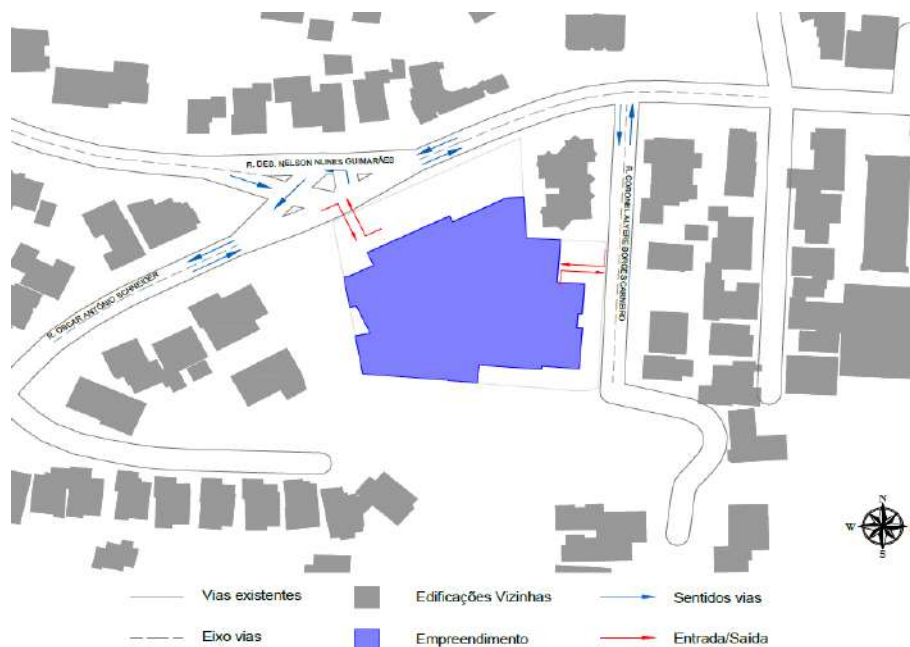 R. DES. NELSON NUNES GUIMARÃES
R. OSCAR ANTÔNIO SCHNEIDER
R. CORONEL ALYERE BORGES CARNEIRO
N
W
S
Vias existentes
Edificações Vizinhas
Sentidos vias
Eixo vias
Empreendimento
Entrada/Saída